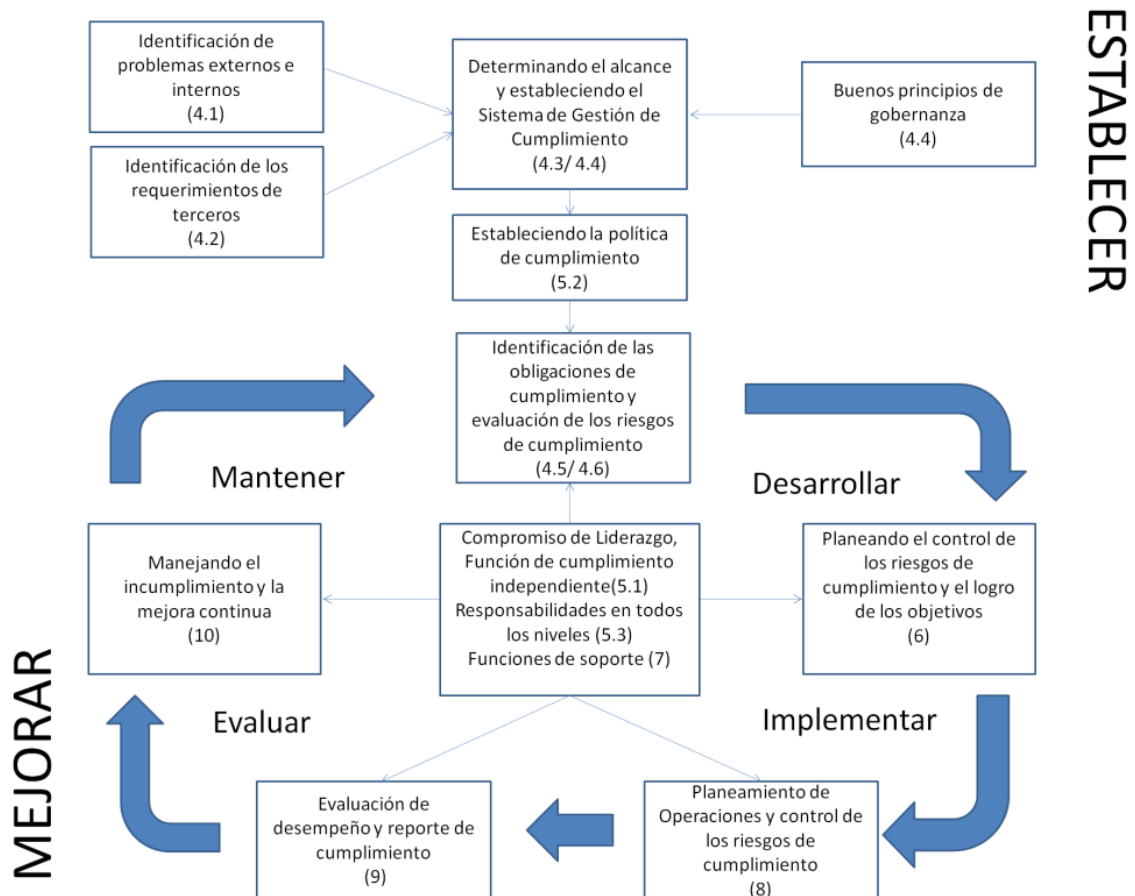 Identificación de
problemas externos e
internos
(4.1)
Determinando el alcance
y estableciendo el
Sistema de Gestión de
Cumplimiento
(4.3/ 4.4)
Buenos principios de
gobernanza
(4.4)
ESTABLECER
Identificación de los
requerimientos de
terceros
(4.2)
Estableciendo la política
de cumplimiento
(5.2)
Identificación de las
obligaciones de
cumplimiento y
evaluación de los riesgos
de cumplimiento
(4.5/ 4.6)
Mantener
Desarrollar
Manejando el
incumplimiento y la
mejora continua
(10)
Compromiso de Liderazgo,
Función de cumplimiento
independiente(5.1)
Responsabilidades en todos
los niveles (5.3)
Funciones de soporte (7)
Planeando el control de
los riesgos de
cumplimiento y el logro
de los objetivos
(6)
MEJORAR
Evaluar
Implementar
Evaluación de
desempeño y reporte de
cumplimiento
(9)
Planeamiento de
Operaciones y control de
los riesgos de
cumplimiento
(8)